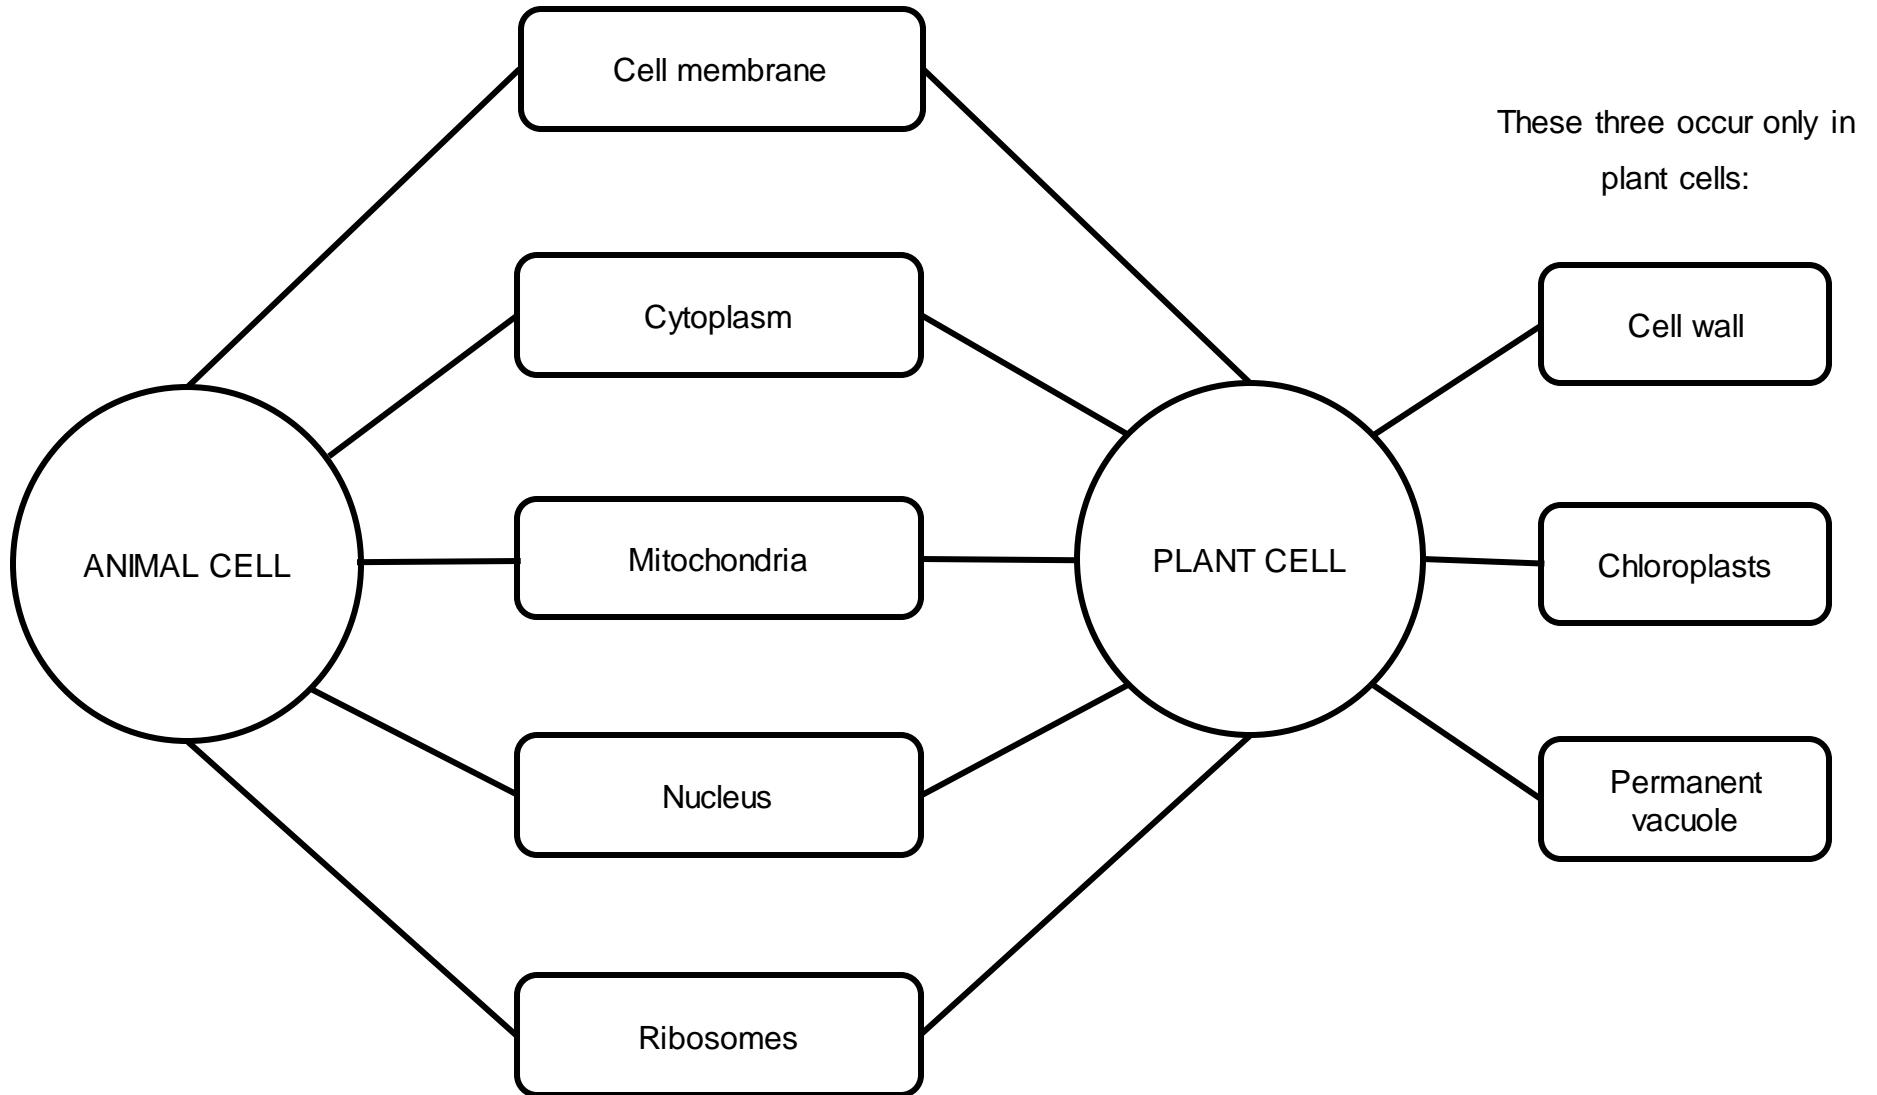 Cell membrane
These three occur only in
plant cells:
Cytoplasm
Cell wall
ANIMAL CELL
Mitochondria
PLANT CELL
Chloroplasts
Nucleus
Permanent
vacuole
Ribosomes